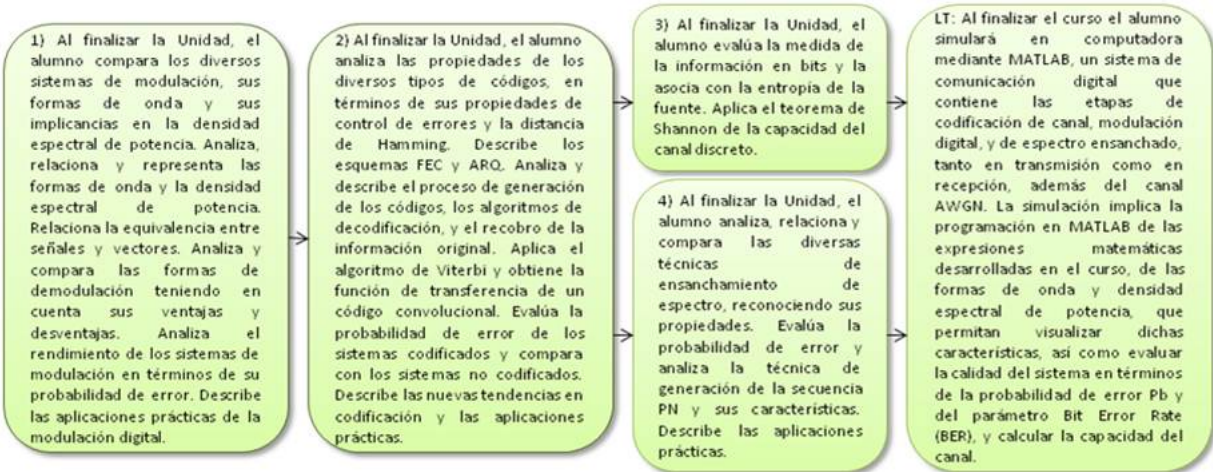 1) Al finalizar la Unidad, el
alumno compara los diversos
sistemas de modulación, sus
formas de onda y sus
implicancias en la densidad
espectral de potencia. Analiza,
relaciona y representa las
formas de onda y la densidad
espectral de potencia.
Relaciona la equivalencia entre
señales y vectores. Analiza y
compara las formas de
demodulación teniendo en
cuenta sus ventajas y
desventajas. Analiza el
rendimiento de los sistemas de
modulación en términos de su
probabilidad de error. Describe
las aplicaciones prácticas de la
modulación digital.
2) Al finalizar la Unidad, el alumno
analiza las propiedades de los
diversos tipos de códigos, en
términos de sus propiedades de
control de errores y la distancia
de Hamming. Describe los
esquemas FEC y ARQ. Analiza y
describe el proceso de generación
de los códigos, los algoritmos de
decodificación, y el recobro de la
información original. Aplica el
algoritmo de Viterbi y obtiene la
función de transferencia de un
código convolucional. Evalúa la
probabilidad de error de los
sistemas codificados y compara
con los sistemas no codificados.
Describe las nuevas tendencias en
codificación y las aplicaciones
prácticas.
3) Al finalizar la Unidad, el
alumno evalúa la medida de
la información en bits y la
asocia con la entropía de la
fuente. Aplica el teorema de
Shannon de la capacidad del
canal discreto.
4) Al finalizar la Unidad, el
alumno analiza, relaciona y
compara las diversas
técnicas de
ensanchamiento de
espectro, reconociendo sus
propiedades. Evalúa la
probabilidad de error y
analiza la técnica de
generación de la secuencia
PN y sus características.
Describe las aplicaciones
prácticas.
LT: Al finalizar el curso el alumno
simulará en computadora
mediante MATLAB, un sistema de
comunicación digital que
contiene las etapas de
codificación de canal, modulación
digital, y de espectro ensanchado,
tanto en transmisión como en
recepción, además del canal
AWGN. La simulación implica la
programación en MATLAB de las
expresiones matemáticas
desarrolladas en el curso, de las
formas de onda y densidad
espectral de potencia, que
permitan visualizar dichas
características, así como evaluar
la calidad del sistema en términos
de la probabilidad de error Pb y
del parámetro Bit Error Rate
(BER), y calcular la capacidad del
canal.